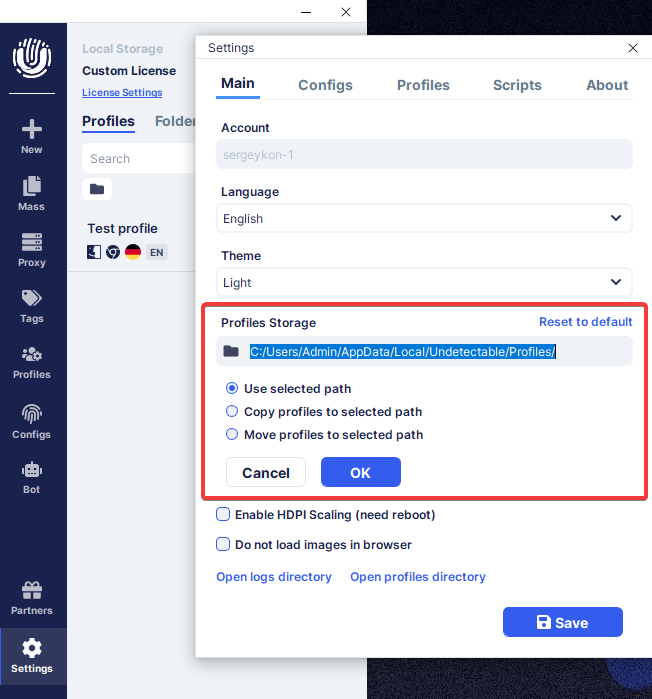 Local Storage
Custom License
License Settings
Profiles Folder
Search
Test profile
EN
New
Mass
Proxy
Tags
Profiles
Configs
Bot
Partners
Settings
Settings
Main Configs Profiles Scripts About
Account
sergeykon-1
Language
English
Theme
Light
Profiles Storage Reset to default
C:/Users/Admin/AppData/Local/Undetectable/Profiles/
Use selected path
Copy profiles to selected path
Move profiles to selected path
Cancel OK
Enable HDPI Scaling (need reboot)
Do not load images in browser
Open logs directory Open profiles directory
Save